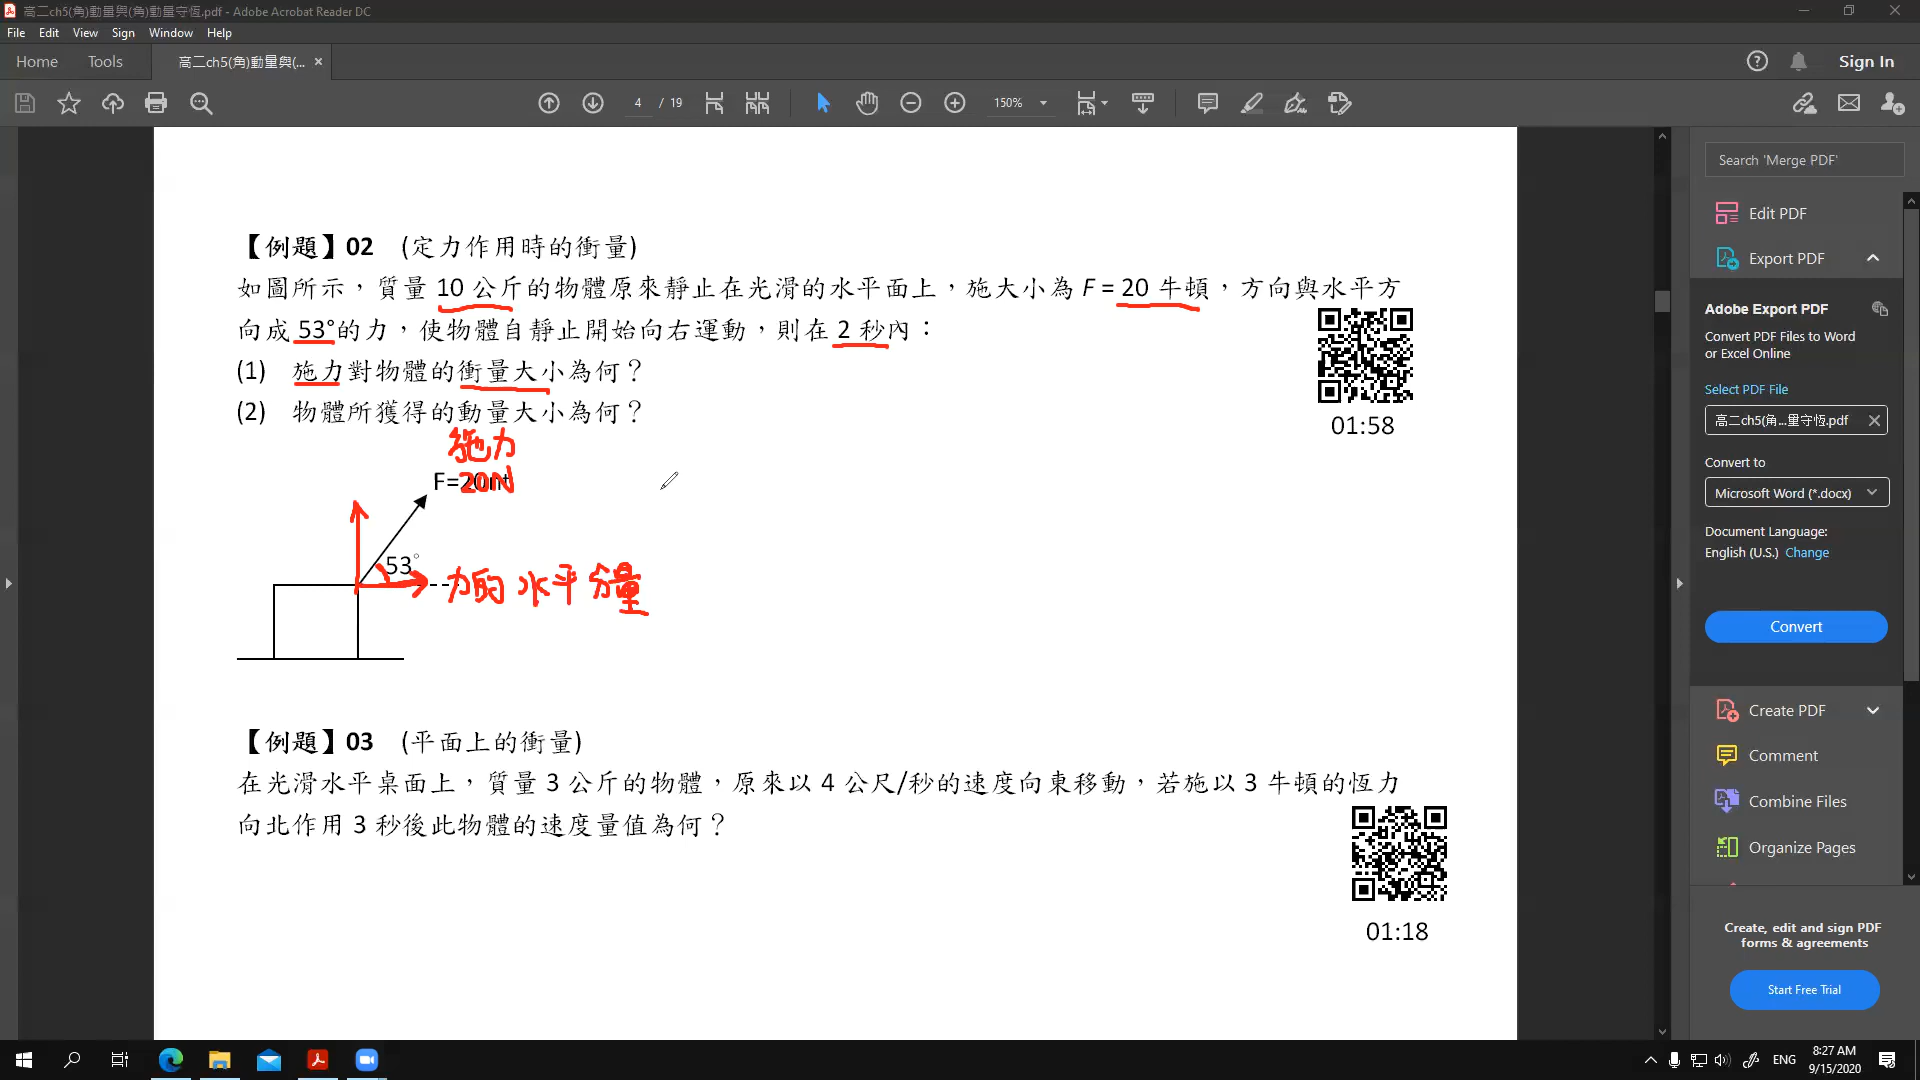 高二ch5(角)動量與(角)動量守恆.pdf - Adobe Acrobat Reader DC
File Edit View Sign Window Help
Home Tools 高二ch5(角)動量與(... × Sign In
4 / 19 150%
Search 'Merge PDF'
Edit PDF
Export PDF
Adobe Export PDF
Convert PDF Files to Word
or Excel Online
Select PDF File
高二ch5(角...量守恆.pdf
Convert to
Microsoft Word (*.docx)
Document Language:
English (U.S.) Change
Convert
Create PDF
Comment
Combine Files
Organize Pages
Create, edit and sign PDF
forms & agreements
Start Free Trial
【例題】02 (定力作用時的衝量)
如圖所示，質量 10 公斤的物體原來靜止在光滑的水平面上，施大小為 F = 20 牛頓，方向與水平方
向成 53°的力，使物體自靜止開始向右運動，則在 2 秒內：
(1) 施力對物體的衝量大小為何？
(2) 物體所獲得的動量大小為何？
01:58
施力
F=20nt
20N
53°
力的水平分量
【例題】03 (平面上的衝量)
在光滑水平桌面上，質量 3 公斤的物體，原來以 4 公尺/秒的速度向東移動，若施以 3 牛頓的恆力
向北作用 3 秒後此物體的速度量值為何？
01:18
ENG
8:27 AM
9/15/2020